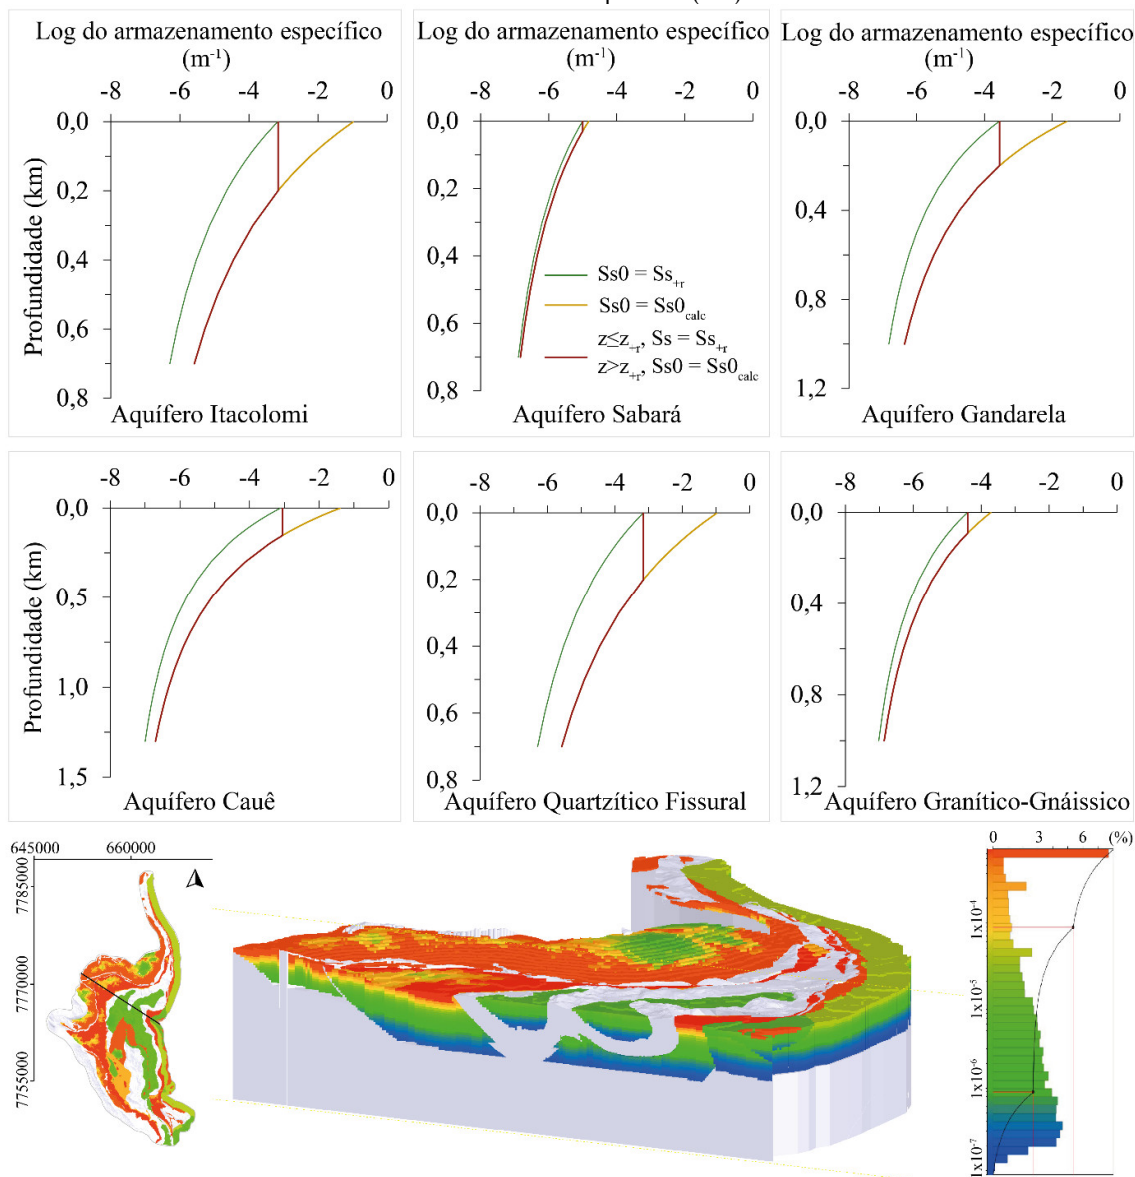 Log do armazenamento específico
(m⁻¹)
-8 -6 -4 -2 0
0,0
0,2
0,4
0,6
0,8
Profundidade (km)
Aquífero Itacolomi
Log do armazenamento específico
(m⁻¹)
-8 -6 -4 -2 0
0,0
0,2
0,4
0,6
0,8
Ss0 = Ss+r
Ss0 = Ss0calc
z≤z+r, Ss = Ss+r
z>z+r, Ss0 = Ss0calc
Aquífero Sabará
Log do armazenamento específico
(m⁻¹)
-8 -6 -4 -2 0
0,0
0,4
0,8
1,2
Aquífero Gandarela
-8 -6 -4 -2 0
0,0
0,5
1,0
1,5
Profundidade (km)
Aquífero Cauê
-8 -6 -4 -2 0
0,0
0,2
0,4
0,6
0,8
Aquífero Quartzítico Fissural
-8 -6 -4 -2 0
0,0
0,4
0,8
1,2
Aquífero Granítico-Gnáissico
645000 660000
7785000
7770000
7755000
0 3 6 (%)
1x10⁻⁴
1x10⁻⁵
1x10⁻⁶
1x10⁻⁷